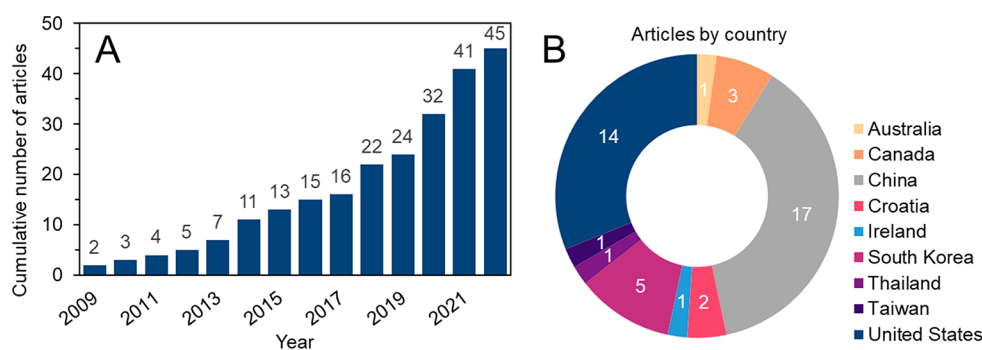 A
Cumulative number of articles
50
40
30
20
10
0
2 3 4 5 7 11 13 15 16 22 24 32 41 45
2009 2011 2013 2015 2017 2019 2021
Year
B
Articles by country
1
3
17
2
1
5
1
1
14
Australia
Canada
China
Croatia
Ireland
South Korea
Thailand
Taiwan
United States